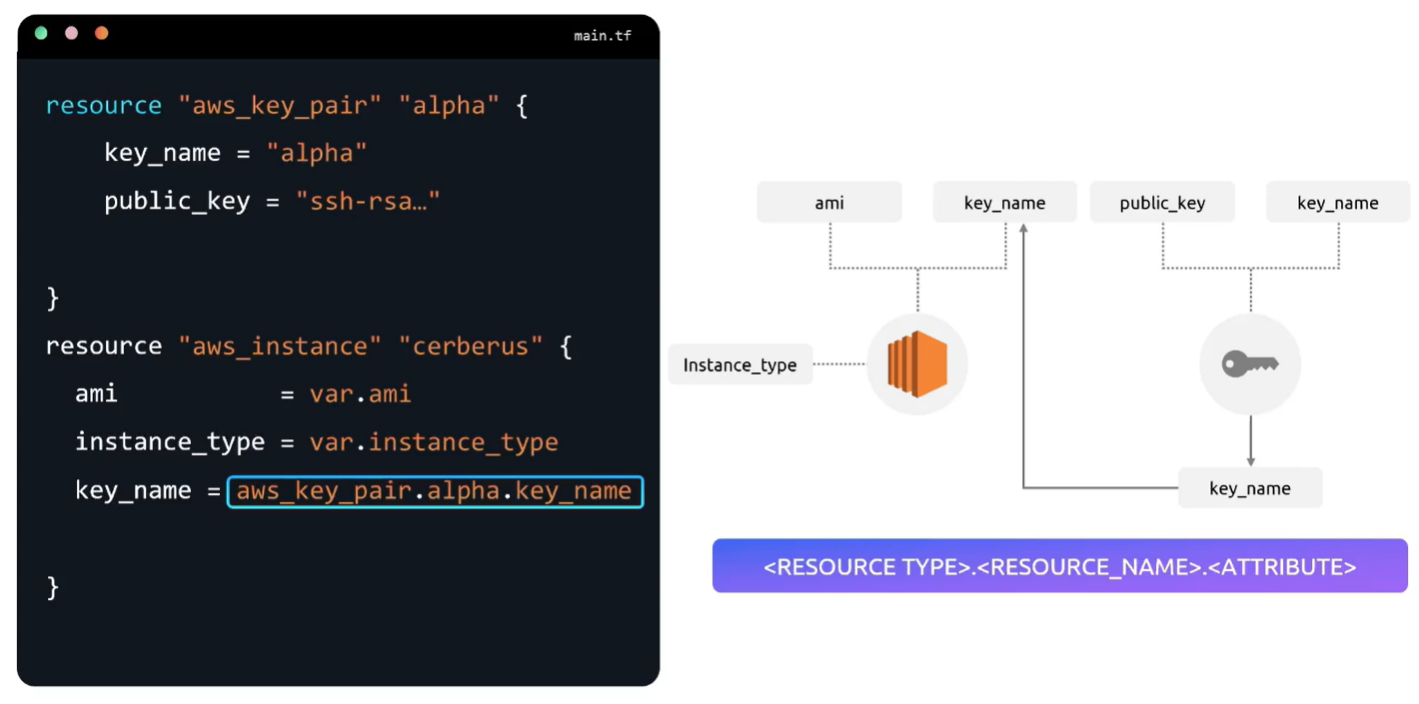 main.tf
resource "aws_key_pair" "alpha" {
key_name = "alpha"
public_key = "ssh-rsa…"
}
resource "aws_instance" "cerberus" {
ami = var.ami
instance_type = var.instance_type
key_name = aws_key_pair.alpha.key_name
}
ami
key_name
public_key
key_name
Instance_type
key_name
<RESOURCE TYPE>.<RESOURCE_NAME>.<ATTRIBUTE>